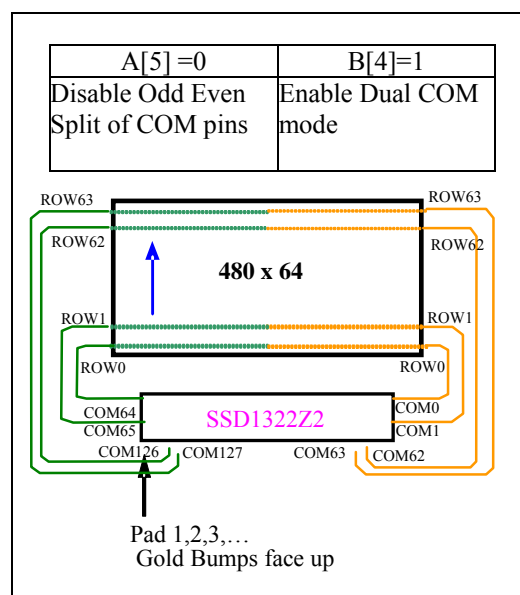 A[5] =0
B[4]=1
Disable Odd Even
Split of COM pins
Enable Dual COM
mode
ROW63
ROW63
ROW62
ROW62
480 x 64
ROW1
ROW1
ROW0
ROW0
COM64
COM0
SSD1322Z2
COM65
COM1
COM126
COM127
COM63
COM62
Pad 1,2,3,…
Gold Bumps face up